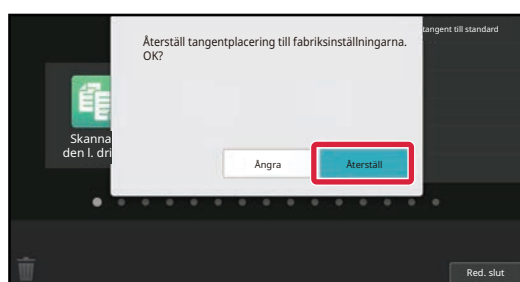 tangent till standard
Återställ tangentplacering till fabriksinställningarna.
OK?
Skanna
den l. dri
Ångra
Återställ
Red. slut